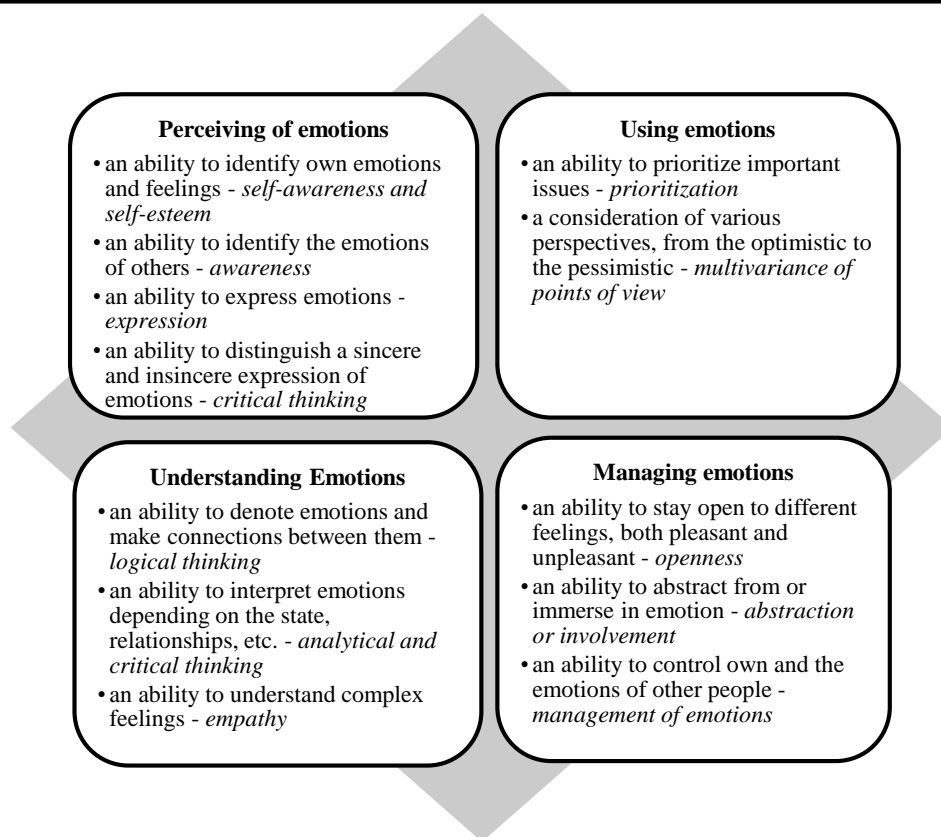 Perceiving of emotions
• an ability to identify own emotions
and feelings - self-awareness and
self-esteem
• an ability to identify the emotions
of others - awareness
• an ability to express emotions -
expression
• an ability to distinguish a sincere
and insincere expression of
emotions - critical thinking
Using emotions
• an ability to prioritize important
issues - prioritization
• a consideration of various
perspectives, from the optimistic to
the pessimistic - multivariance of
points of view
Understanding Emotions
• an ability to denote emotions and
make connections between them -
logical thinking
• an ability to interpret emotions
depending on the state,
relationships, etc. - analytical and
critical thinking
• an ability to understand complex
feelings - empathy
Managing emotions
• an ability to stay open to different
feelings, both pleasant and
unpleasant - openness
• an ability to abstract from or
immerse in emotion - abstraction
or involvement
• an ability to control own and the
emotions of other people -
management of emotions